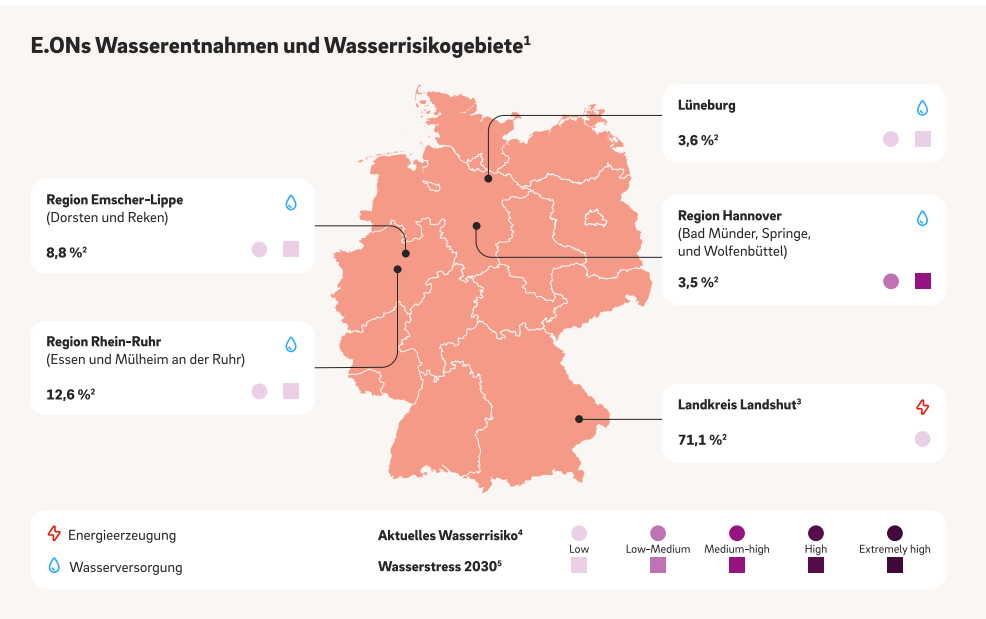 E.ONs Wasserentnahmen und Wasserrisikogebiete¹
Lüneburg
3,6 %²
Region Emscher-Lippe
(Dorsten und Reken)
8,8 %²
Region Hannover
(Bad Münder, Springe,
und Wolfenbüttel)
3,5 %²
Region Rhein-Ruhr
(Essen und Mülheim an der Ruhr)
12,6 %²
Landkreis Landshut³
71,1 %²
Energieerzeugung
Wasserversorgung
Aktuelles Wasserrisiko⁴
Low Low-Medium Medium-high High Extremely high
Wasserstress 2030⁵